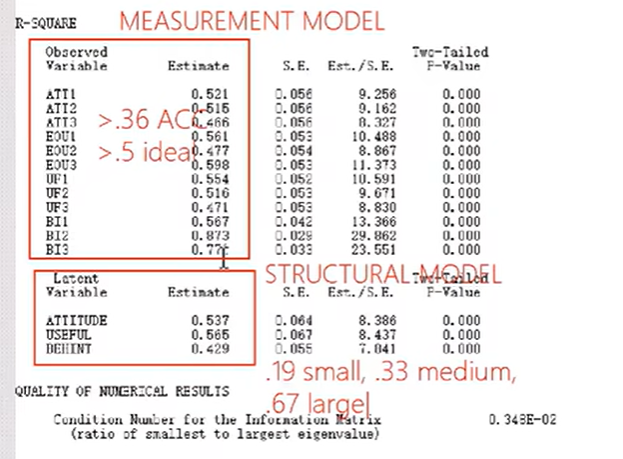 R-SQUARE MEASUREMENT MODEL
Observed Two-Tailed
Variable Estimate S.E. Est./S.E. P-Value
ATT1 0.521 0.056 9.256 0.000
ATT2 0.515 0.056 9.162 0.000
ATT3 0.466 0.056 8.327 0.000
>.36 ACC
EOU1 0.561 0.053 10.488 0.000
EOU2 0.477 0.054 8.867 0.000
>.5 ideal
EOU3 0.598 0.053 11.373 0.000
UF1 0.554 0.052 10.591 0.000
UF2 0.516 0.053 9.671 0.000
UF3 0.471 0.053 8.830 0.000
BI1 0.567 0.042 13.366 0.000
BI2 0.873 0.029 29.862 0.000
BI3 0.033 23.551 0.000
STRUCTURAL MODEL
Latent Two-Tailed
Variable Estimate S.E. Est./S.E. P-Value
ATTITUDE 0.537 0.064 8.386 0.000
USEFUL 0.565 0.067 8.437 0.000
BEHINT 0.429 0.055 7.841 0.000
.19 small, .33 medium,
.67 large
QUALITY OF NUMERICAL RESULTS
Condition Number for the Information Matrix 0.348E-02
(ratio of smallest to largest eigenvalue)